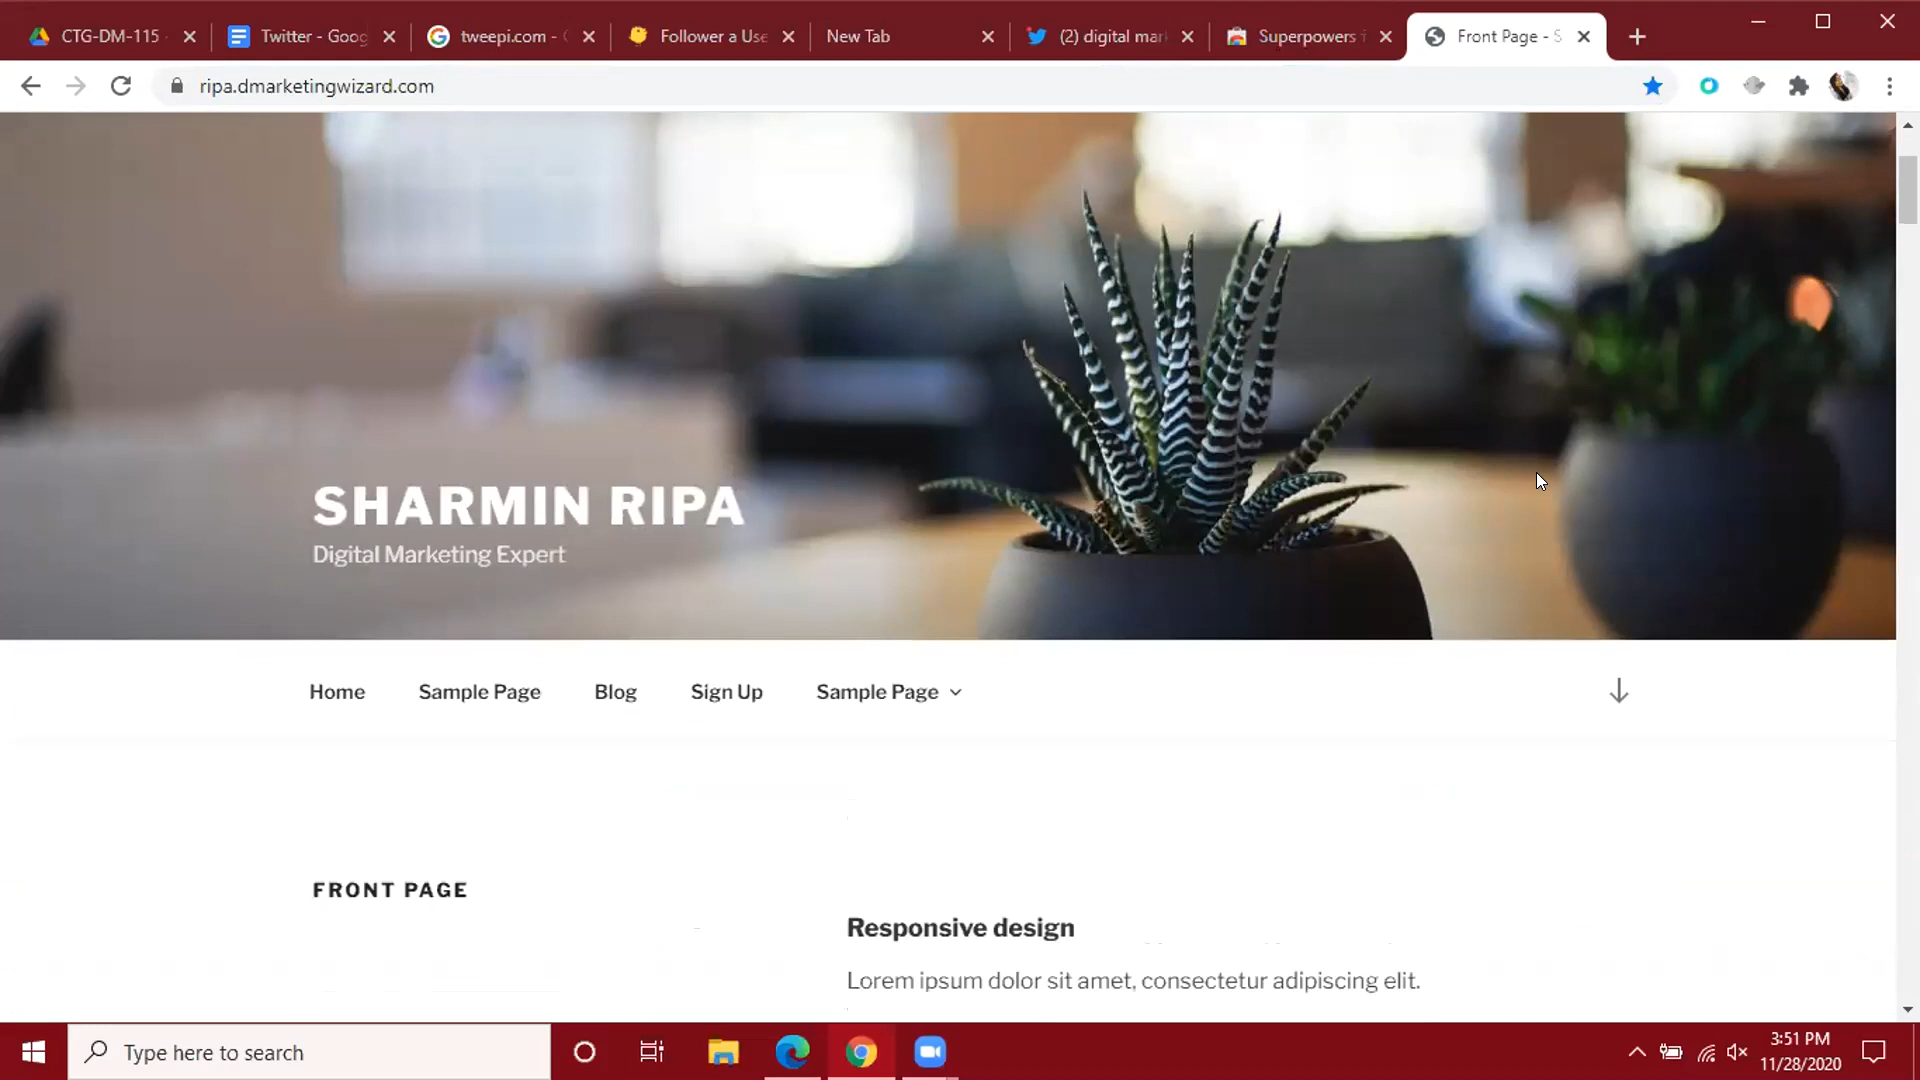 CTG-DM-115
Twitter - Goog
tweepi.com -
Follower a Use
New Tab
(2) digital mar
Superpowers f
Front Page - S
ripa.dmarketingwizard.com
SHARMIN RIPA
Digital Marketing Expert
Home
Sample Page
Blog
Sign Up
Sample Page
FRONT PAGE
Responsive design
Lorem ipsum dolor sit amet, consectetur adipiscing elit.
Type here to search
3:51 PM
11/28/2020